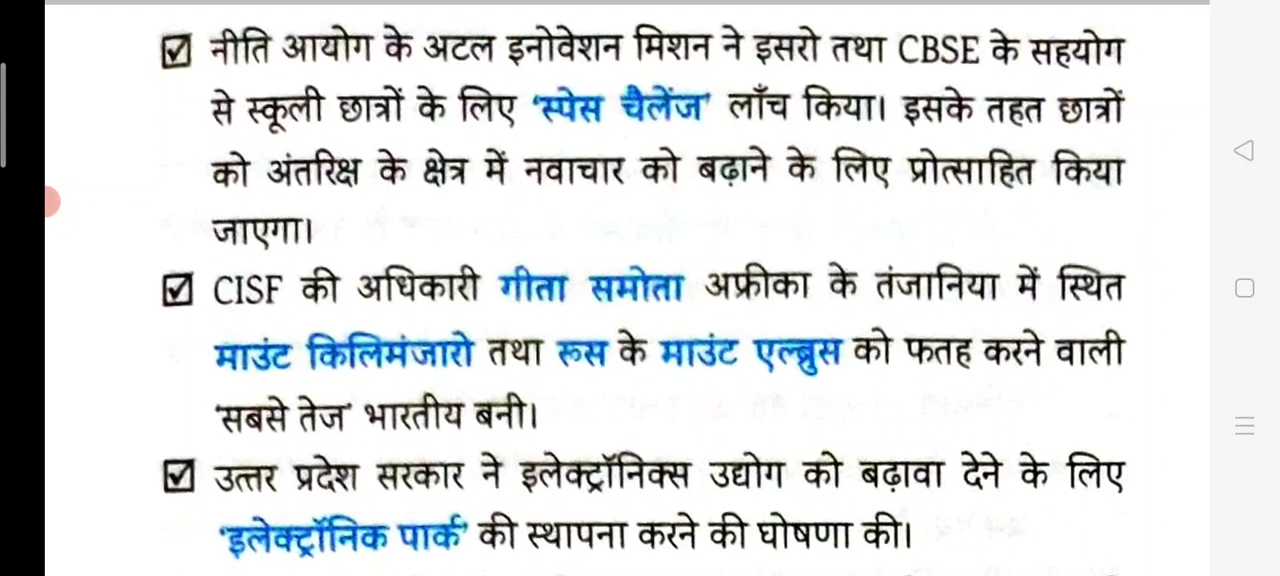 नीति आयोग के अटल इनोवेशन मिशन ने इसरो तथा CBSE के सहयोग
से स्कूली छात्रों के लिए 'स्पेस चैलेंज' लाँच किया। इसके तहत छात्रों
को अंतरिक्ष के क्षेत्र में नवाचार को बढ़ाने के लिए प्रोत्साहित किया
जाएगा।
CISF की अधिकारी गीता समोता अफ्रीका के तंजानिया में स्थित
माउंट किलिमंजारो तथा रूस के माउंट एल्ब्रुस को फतह करने वाली
'सबसे तेज' भारतीय बनी।
उत्तर प्रदेश सरकार ने इलेक्ट्रॉनिक्स उद्योग को बढ़ावा देने के लिए
'इलेक्ट्रॉनिक पार्क' की स्थापना करने की घोषणा की।